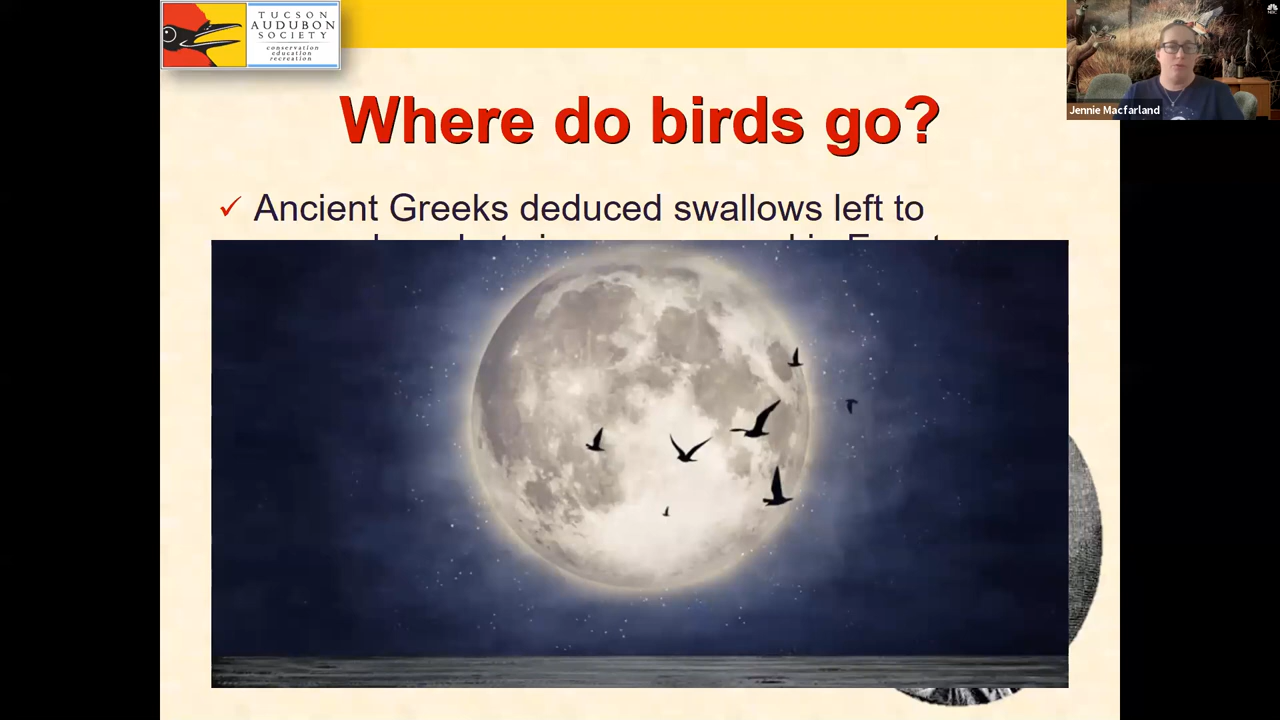 TUCSON
AUDUBON
SOCIETY
conservation
education
recreation
Jennie Macfarland
Where do birds go?
✓ Ancient Greeks deduced swallows left to